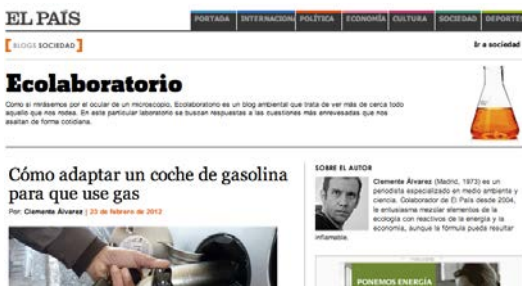 EL PAÍS
PORTADA INTERNACIONAL POLÍTICA ECONOMÍA CULTURA SOCIEDAD DEPORTES
[ BLOGS SOCIEDAD ]
Ir a sociedad
Ecolaboratorio
Como si mirásemos por el ocular de un microscopio, Ecolaboratorio es un blog ambiental que trata de ver más de cerca todo
aquello que nos rodea. En este particular laboratorio se buscan respuestas a las cuestiones más enrevesadas que nos
asaltan de forma cotidiana.
Cómo adaptar un coche de gasolina
para que use gas
Por: Clemente Álvarez | 23 de febrero de 2012
SOBRE EL AUTOR
Clemente Álvarez (Madrid, 1973) es un
periodista especializado en medio ambiente y
ciencia. Colaborador de El País desde 2004,
le entusiasma mezclar elementos de la
ecología con reactivos de la energía y la
economía, aunque la fórmula pueda resultar
inflamable.
PONEMOS ENERGÍA